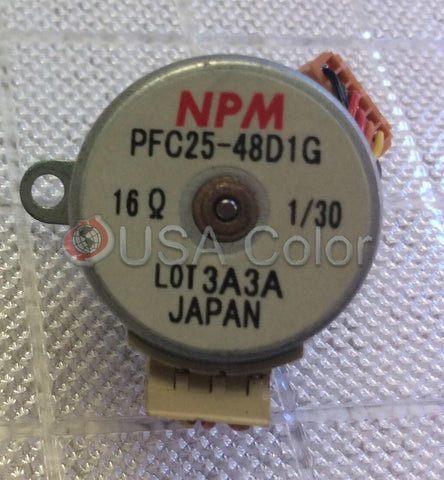 NPM
PFC25-48D1G
16 Ω 1/30
USA Color
LOT 3A3A
JAPAN